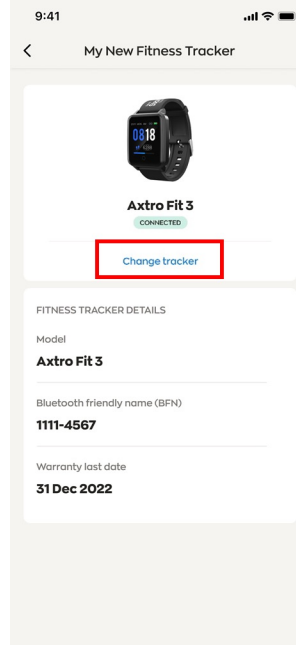 9:41
My New Fitness Tracker
0818
Axtro Fit 3
CONNECTED
Change tracker
FITNESS TRACKER DETAILS
Model
Axtro Fit 3
Bluetooth friendly name (BFN)
1111-4567
Warranty last date
31 Dec 2022